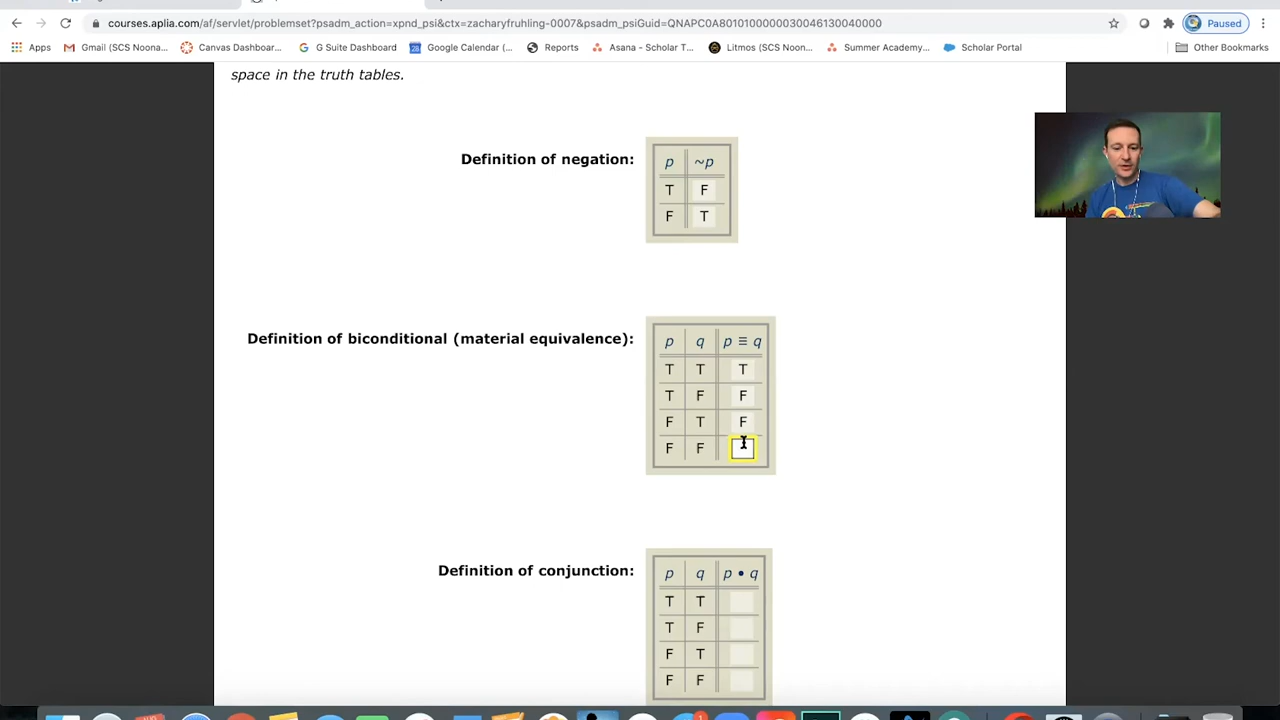 courses.aplia.com/af/servlet/problemset?psadm_action=xpnd_psi&ctx=zacharyfruhling-0007&psadm_psiGuid=QNAPC0A80101000000030046130040000
Paused
Apps
Gmail (SCS Noona...
Canvas Dashboar...
G Suite Dashboard
Google Calendar (...
Reports
Asana - Scholar T...
Litmos (SCS Noon...
Summer Academy...
Scholar Portal
Other Bookmarks
space in the truth tables.
Definition of negation:
p ~p
T F
F T
Definition of biconditional (material equivalence):
p q p ≡ q
T T T
T F F
F T F
F F
Definition of conjunction:
p q p • q
T T
T F
F T
F F